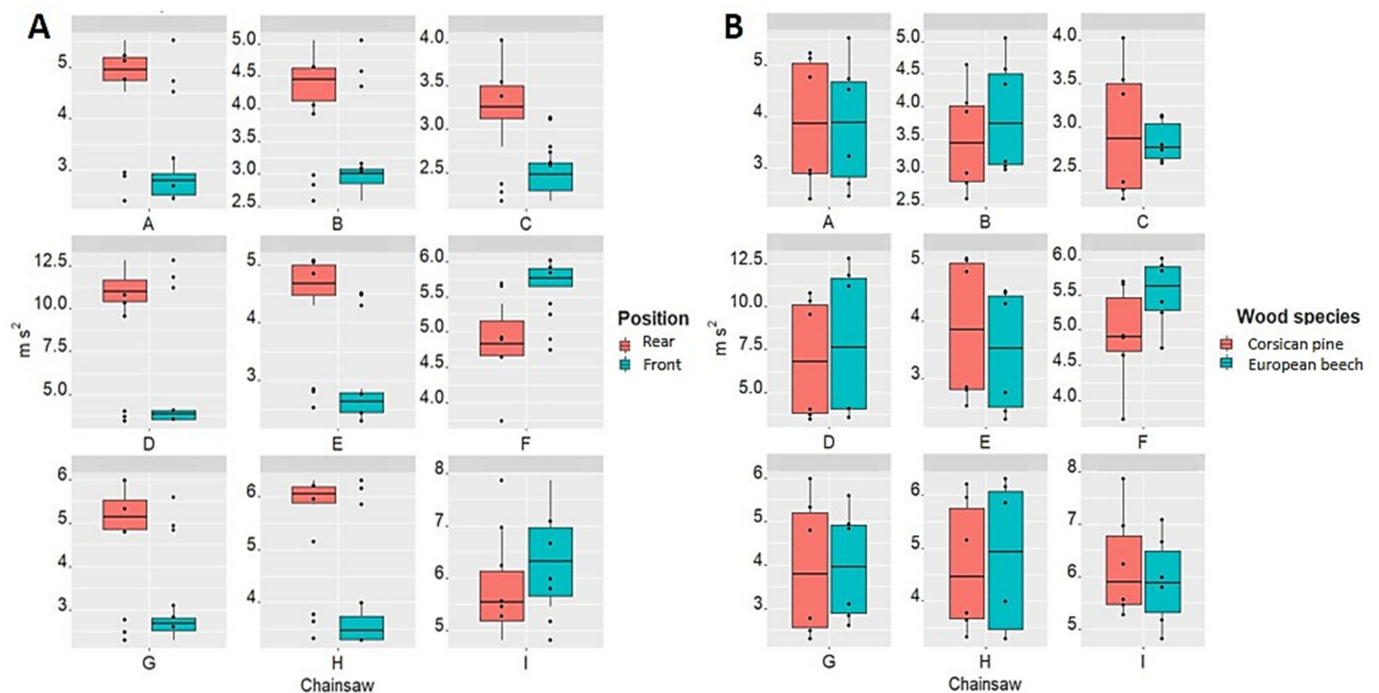 A
5
4
3
A
5.0
4.5
4.0
3.5
3.0
2.5
B
4.0
3.5
3.0
2.5
C
12.5
10.0
7.5
5.0
D
5
4
3
E
6.0
5.5
5.0
4.5
4.0
F
m s²
6
5
4
3
G
6
5
4
H
8
7
6
5
I
Chainsaw
Position
Rear
Front
B
5
4
3
A
5.0
4.5
4.0
3.5
3.0
2.5
B
4.0
3.5
3.0
2.5
C
12.5
10.0
7.5
5.0
D
5
4
3
E
6.0
5.5
5.0
4.5
4.0
F
m s²
6
5
4
3
G
6
5
4
H
8
7
6
5
I
Chainsaw
Wood species
Corsican pine
European beech